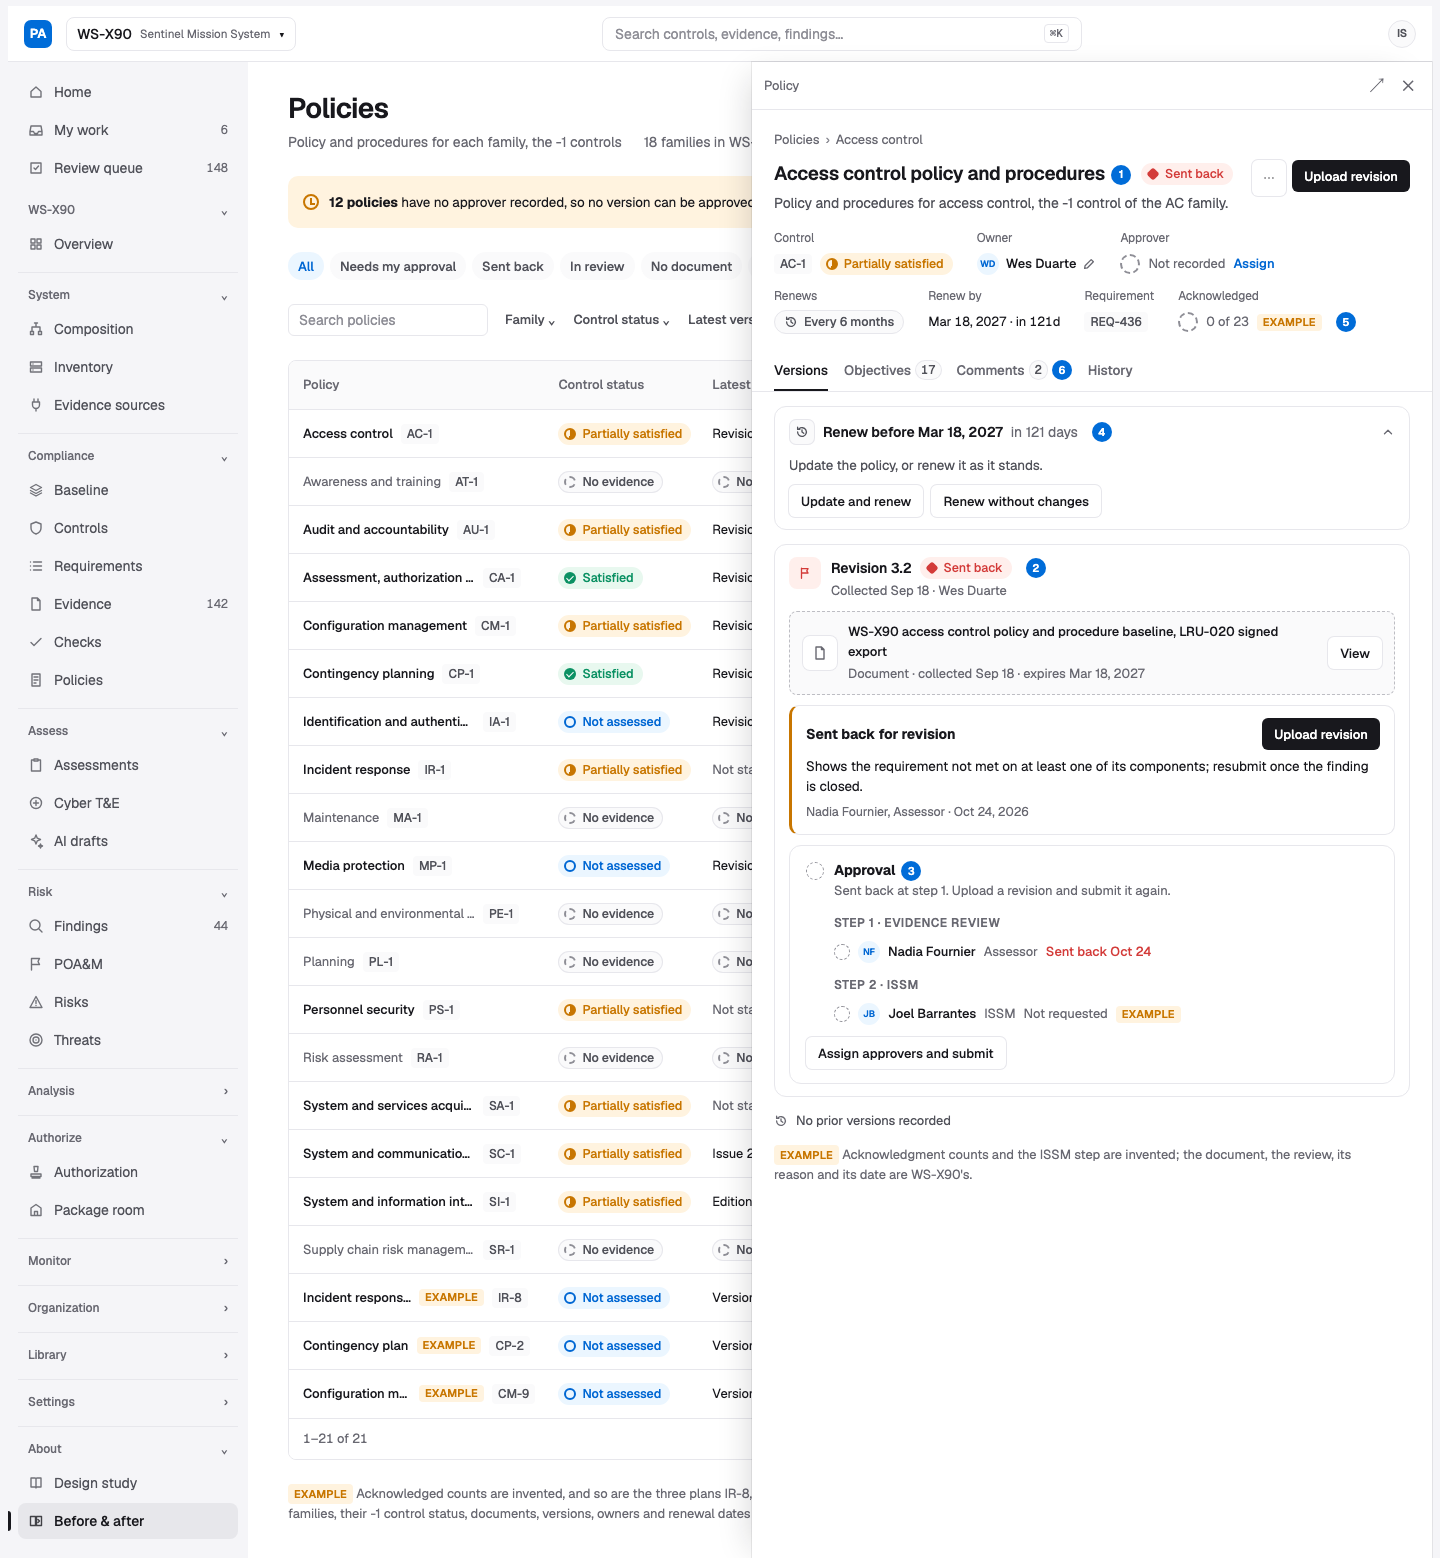 PA WS-X90 Sentinel Mission System
Search controls, evidence, findings... ⌘K
IS
Home
My work 6
Review queue 148
WS-X90
Overview
System
Composition
Inventory
Evidence sources
Compliance
Baseline
Controls
Requirements
Evidence 142
Checks
Policies
Assess
Assessments
Cyber T&E
AI drafts
Risk
Findings 44
POA&M
Risks
Threats
Analysis
Authorize
Authorization
Package room
Monitor
Organization
Library
Settings
About
Design study
Before & after
Policies
Policy and procedures for each family, the -1 controls 18 families in WS-
12 policies have no approver recorded, so no version can be approved
All Needs my approval Sent back In review No document
Search policies Family Control status Latest vers
Policy Control status Latest
Access control AC-1 Partially satisfied Revisio
Awareness and training AT-1 No evidence No
Audit and accountability AU-1 Partially satisfied Revisio
Assessment, authorization ... CA-1 Satisfied Revisio
Configuration management CM-1 Partially satisfied Revisio
Contingency planning CP-1 Satisfied Revisio
Identification and authenti... IA-1 Not assessed Revisio
Incident response IR-1 Partially satisfied Not sta
Maintenance MA-1 No evidence No
Media protection MP-1 Not assessed Revisio
Physical and environmental ... PE-1 No evidence No
Planning PL-1 No evidence No
Personnel security PS-1 Partially satisfied Not sta
Risk assessment RA-1 No evidence No
System and services acqui... SA-1 Partially satisfied Not sta
System and communicatio... SC-1 Partially satisfied Issue 2
System and information int... SI-1 Partially satisfied Edition
Supply chain risk managem... SR-1 No evidence No
Incident respons... EXAMPLE IR-8 Not assessed Version
Contingency plan EXAMPLE CP-2 Not assessed Version
Configuration m... EXAMPLE CM-9 Not assessed Version
1–21 of 21
EXAMPLE Acknowledged counts are invented, and so are the three plans IR-8,
families, their -1 control status, documents, versions, owners and renewal dates
Policy
Policies › Access control
Access control policy and procedures 1 Sent back ... Upload revision
Policy and procedures for access control, the -1 control of the AC family.
Control Owner Approver
AC-1 Partially satisfied WD Wes Duarte Not recorded Assign
Renews Renew by Requirement Acknowledged
Every 6 months Mar 18, 2027 · in 121d REQ-436 0 of 23 EXAMPLE 5
Versions Objectives 17 Comments 2 6 History
Renew before Mar 18, 2027 in 121 days 4
Update the policy, or renew it as it stands.
Update and renew Renew without changes
Revision 3.2 Sent back 2
Collected Sep 18 · Wes Duarte
WS-X90 access control policy and procedure baseline, LRU-020 signed
export
Document · collected Sep 18 · expires Mar 18, 2027
View
Sent back for revision Upload revision
Shows the requirement not met on at least one of its components; resubmit once the finding
is closed.
Nadia Fournier, Assessor · Oct 24, 2026
Approval 3
Sent back at step 1. Upload a revision and submit it again.
STEP 1 · EVIDENCE REVIEW
NF Nadia Fournier Assessor Sent back Oct 24
STEP 2 · ISSM
JB Joel Barrantes ISSM Not requested EXAMPLE
Assign approvers and submit
No prior versions recorded
EXAMPLE Acknowledgment counts and the ISSM step are invented; the document, the review, its
reason and its date are WS-X90's.